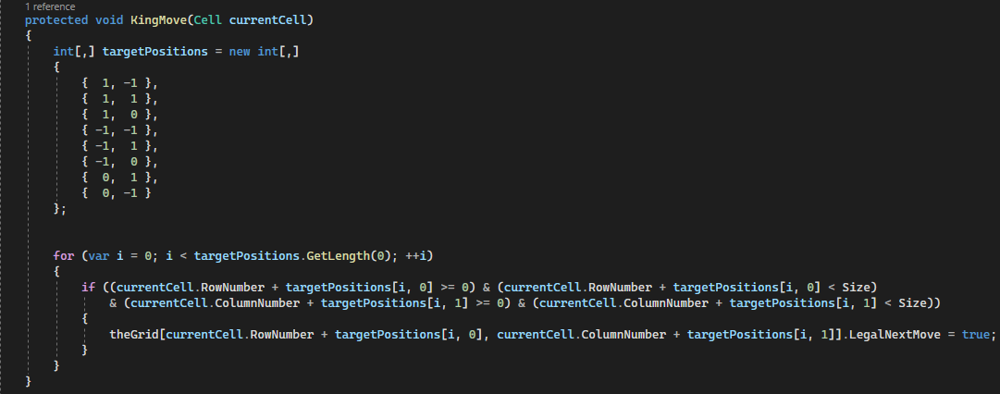 1 reference
protected void KingMove(Cell currentCell)
{
    int[,] targetPositions = new int[,]
    {
        {  1, -1 },
        {  1,  1 },
        {  1,  0 },
        { -1, -1 },
        { -1,  1 },
        { -1,  0 },
        {  0,  1 },
        {  0, -1 }
    };
    for (var i = 0; i < targetPositions.GetLength(0); ++i)
    {
        if ((currentCell.RowNumber + targetPositions[i, 0] >= 0) & (currentCell.RowNumber + targetPositions[i, 0] < Size)
            & (currentCell.ColumnNumber + targetPositions[i, 1] >= 0) & (currentCell.ColumnNumber + targetPositions[i, 1] < Size))
        {
            theGrid[currentCell.RowNumber + targetPositions[i, 0], currentCell.ColumnNumber + targetPositions[i, 1]].LegalNextMove = true;
        }
    }
}